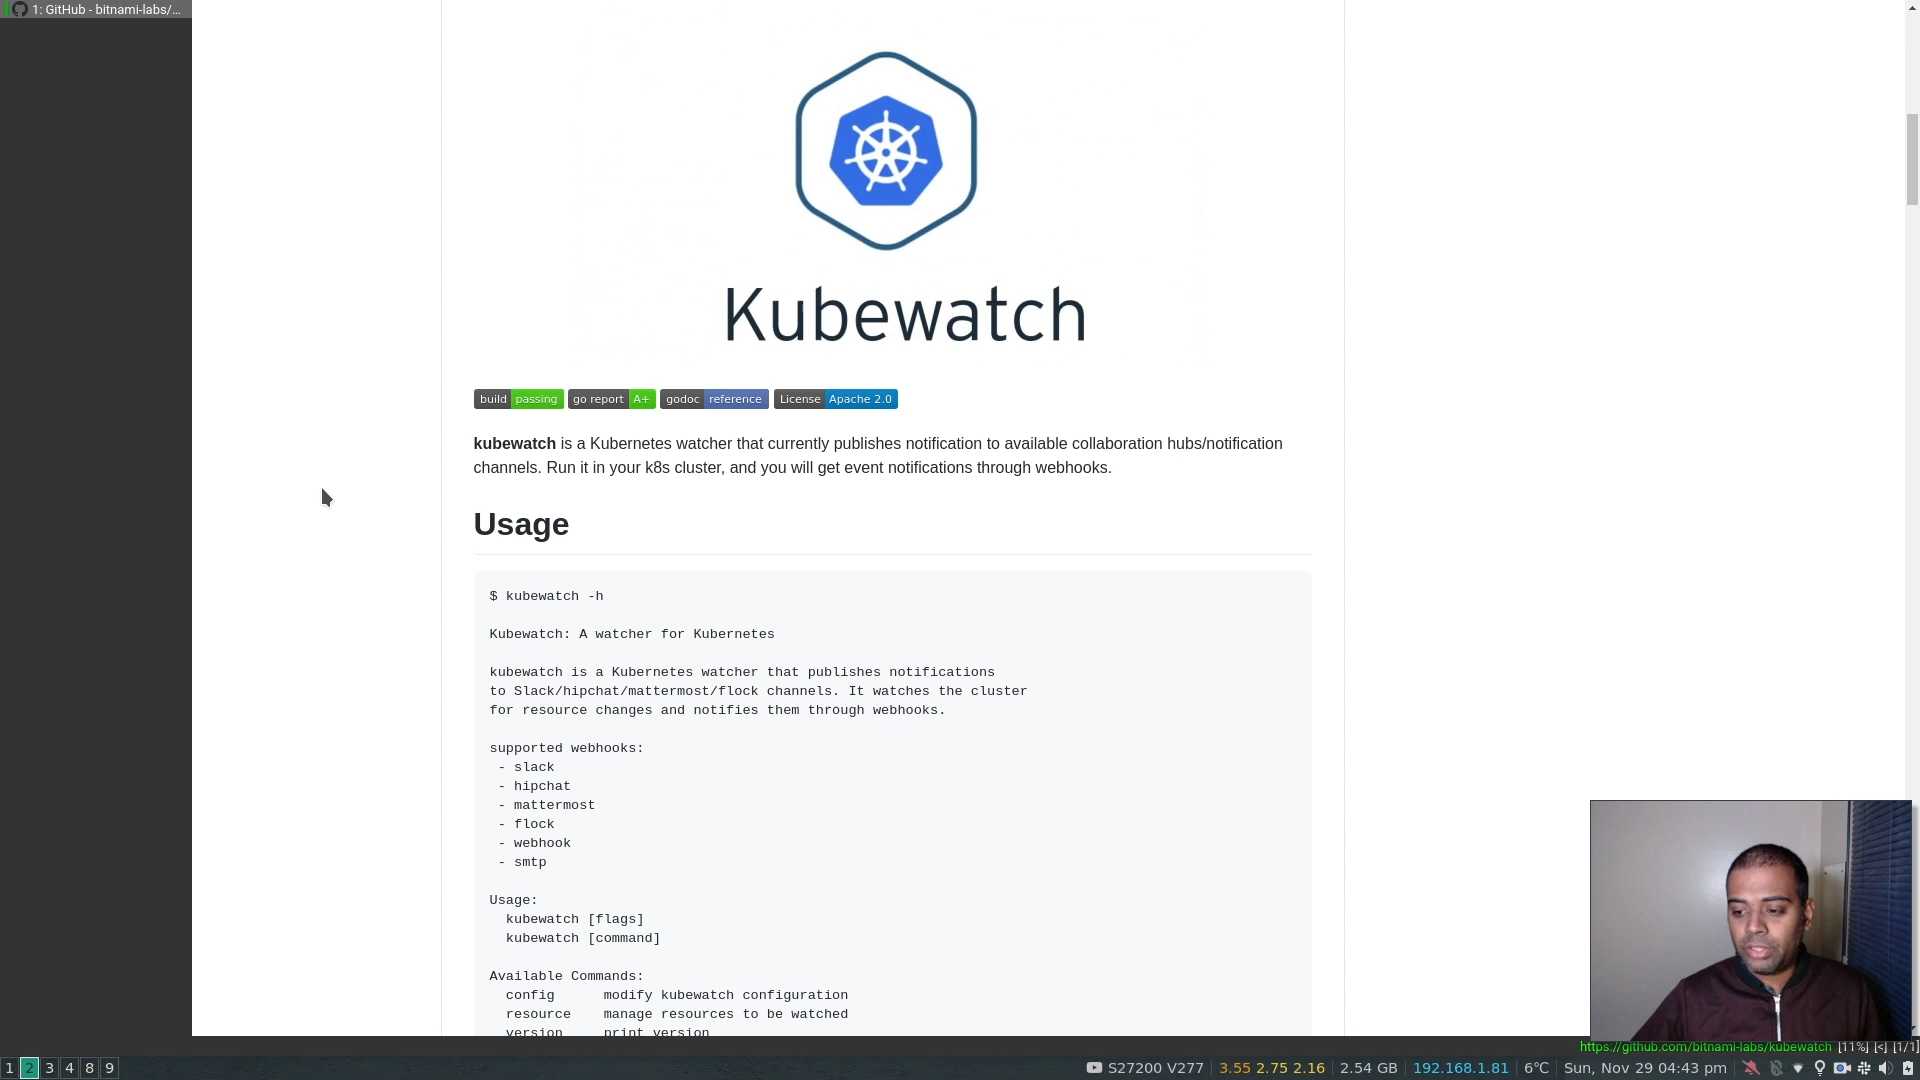 1: GitHub - bitnami-labs/...
Kubewatch
build passing go report A+ godoc reference License Apache 2.0
kubewatch is a Kubernetes watcher that currently publishes notification to available collaboration hubs/notification
channels. Run it in your k8s cluster, and you will get event notifications through webhooks.
Usage
$ kubewatch -h
Kubewatch: A watcher for Kubernetes
kubewatch is a Kubernetes watcher that publishes notifications
to Slack/hipchat/mattermost/flock channels. It watches the cluster
for resource changes and notifies them through webhooks.
supported webhooks:
- slack
- hipchat
- mattermost
- flock
- webhook
- smtp
Usage:
kubewatch [flags]
kubewatch [command]
Available Commands:
config modify kubewatch configuration
resource manage resources to be watched
version print version
https://github.com/bitnami-labs/kubewatch [11%] [<] [1/1]
1 2 3 4 8 9 S27200 V277 3.55 2.75 2.16 2.54 GB 192.168.1.81 6℃ Sun, Nov 29 04:43 pm